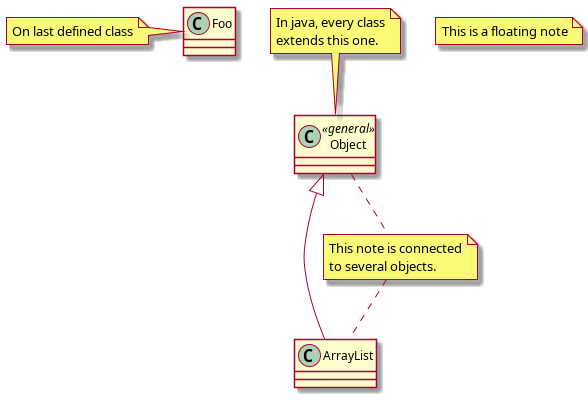 On last defined class
C Foo
In java, every class
extends this one.
This is a floating note
C «general»
Object
This note is connected
to several objects.
C ArrayList